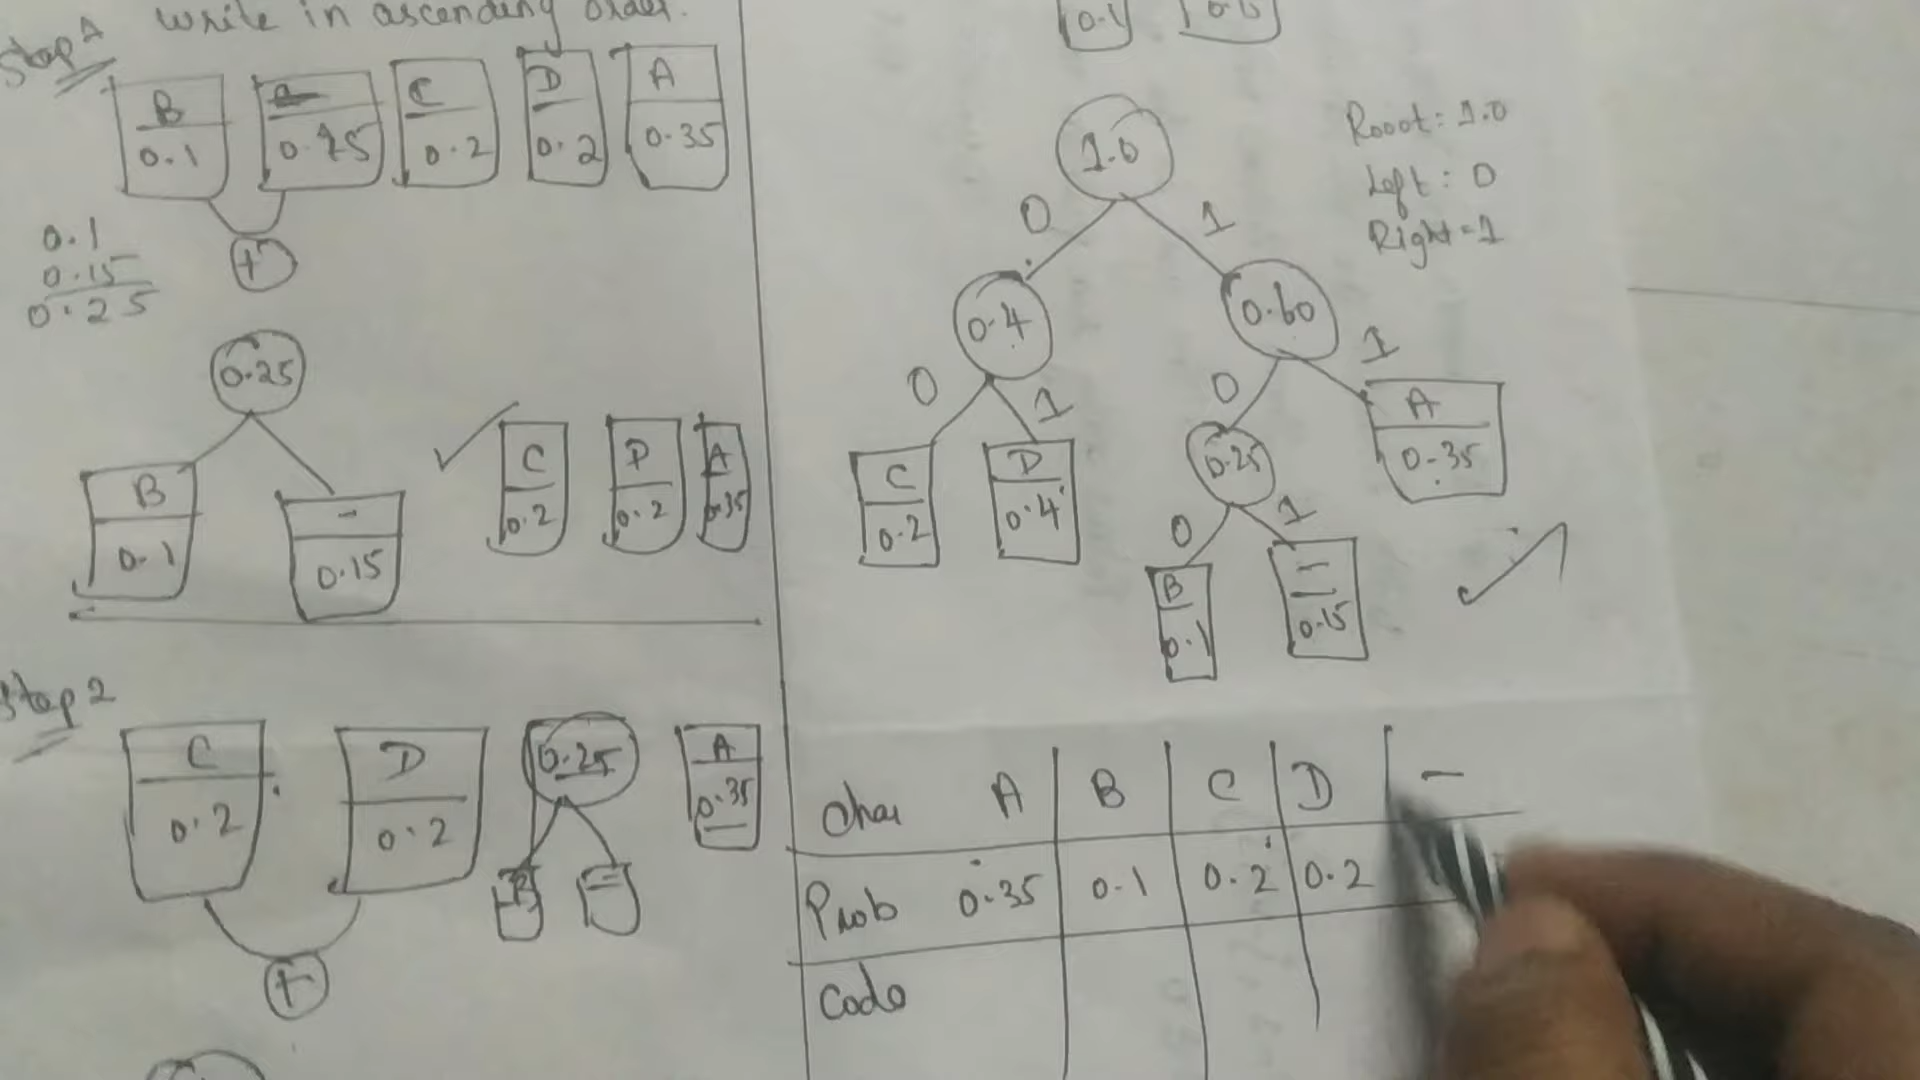 Step 1 write in ascending order.
B C D A
0.1 0.15 0.2 0.2 0.35
+
0.1
0.15
0.25
0.25
B - C D A
0.1 0.15 0.2 0.2 0.35
Step 2
C D 0.25 A
0.2 0.2 0.35
B -
+
0.1
1.0
0 1
0.4 0.60
0 1 0 1
C D 0.25 A
0.2 0.4 0.35
0 1
B -
0.1 0.15
Rooot: 1.0
Left: 0
Right = 1
Char A B C D -
Prob 0.35 0.1 0.2 0.2
Code